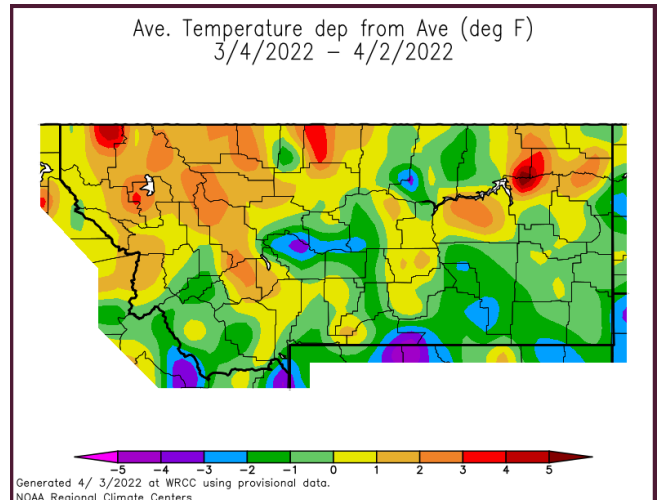 Ave. Temperature dep from Ave (deg F)
3/4/2022 – 4/2/2022
-5 -4 -3 -2 -1 0 1 2 3 4 5
Generated 4/ 3/2022 at WRCC using provisional data.
NOAA Regional Climate Centers